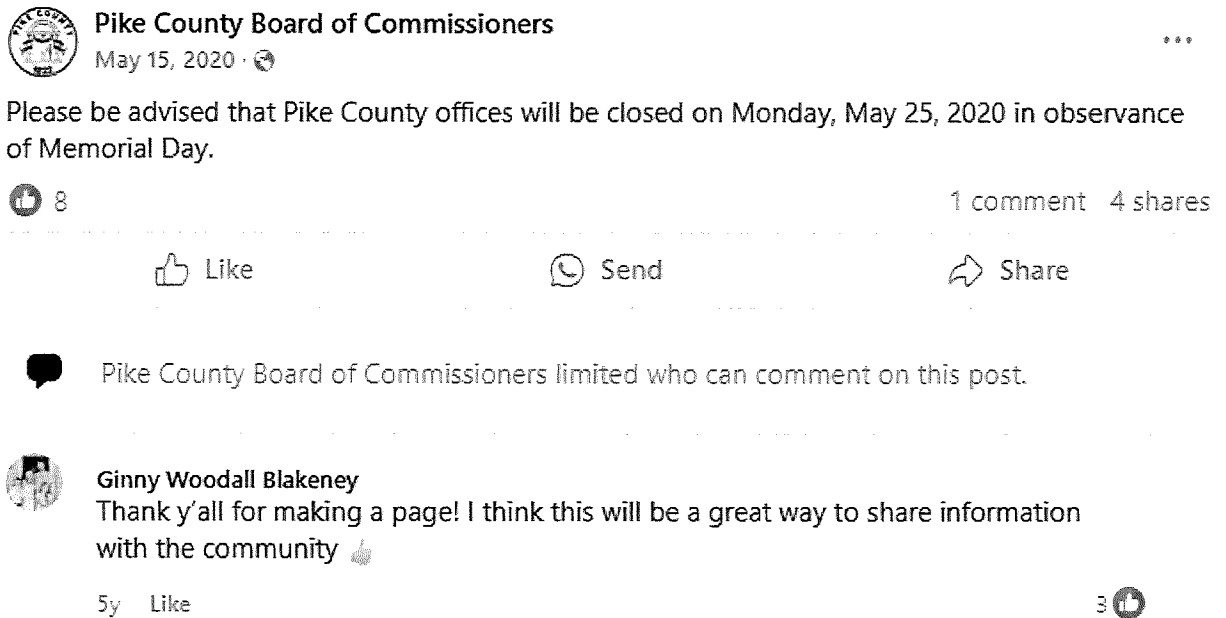 Pike County Board of Commissioners
May 15, 2020 ·
Please be advised that Pike County offices will be closed on Monday, May 25, 2020 in observance
of Memorial Day.
8
1 comment 4 shares
Like
Send
Share
Pike County Board of Commissioners limited who can comment on this post.
Ginny Woodall Blakeney
Thank y'all for making a page! I think this will be a great way to share information
with the community 👍
5y Like
3